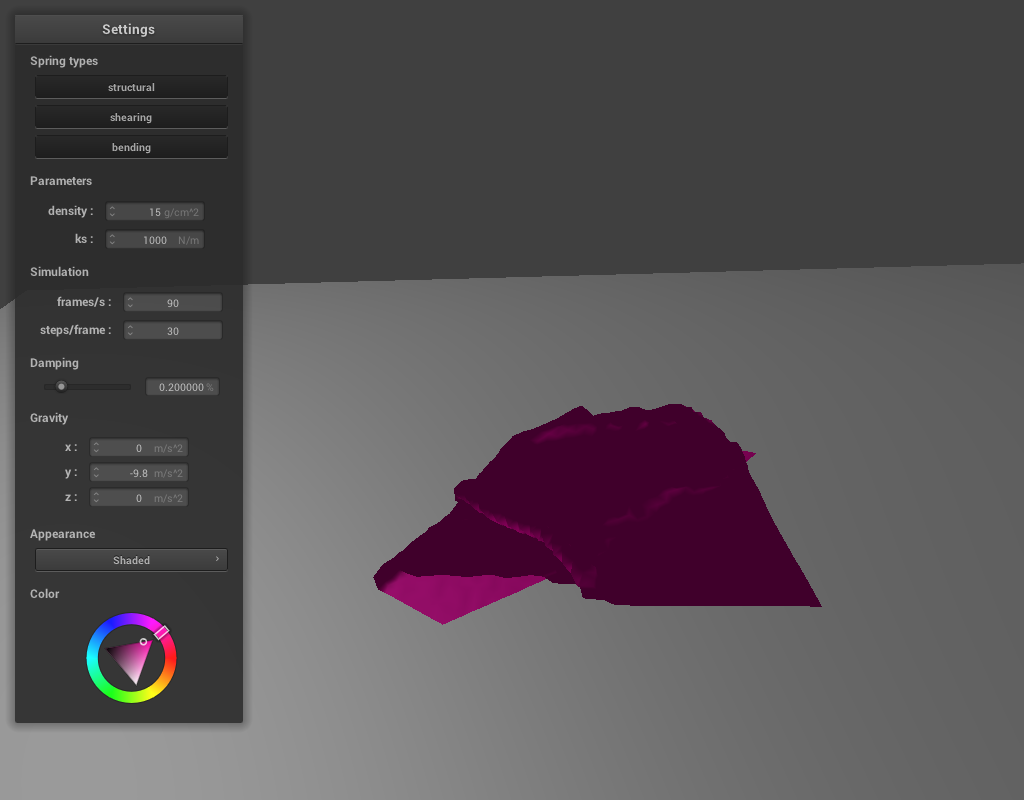 Settings
Spring types
structural
shearing
bending
Parameters
density : 15 g/cm^2
ks : 1000 N/m
Simulation
frames/s : 90
steps/frame : 30
Damping
0.200000 %
Gravity
x : 0 m/s^2
y : -9.8 m/s^2
z : 0 m/s^2
Appearance
Shaded
Color